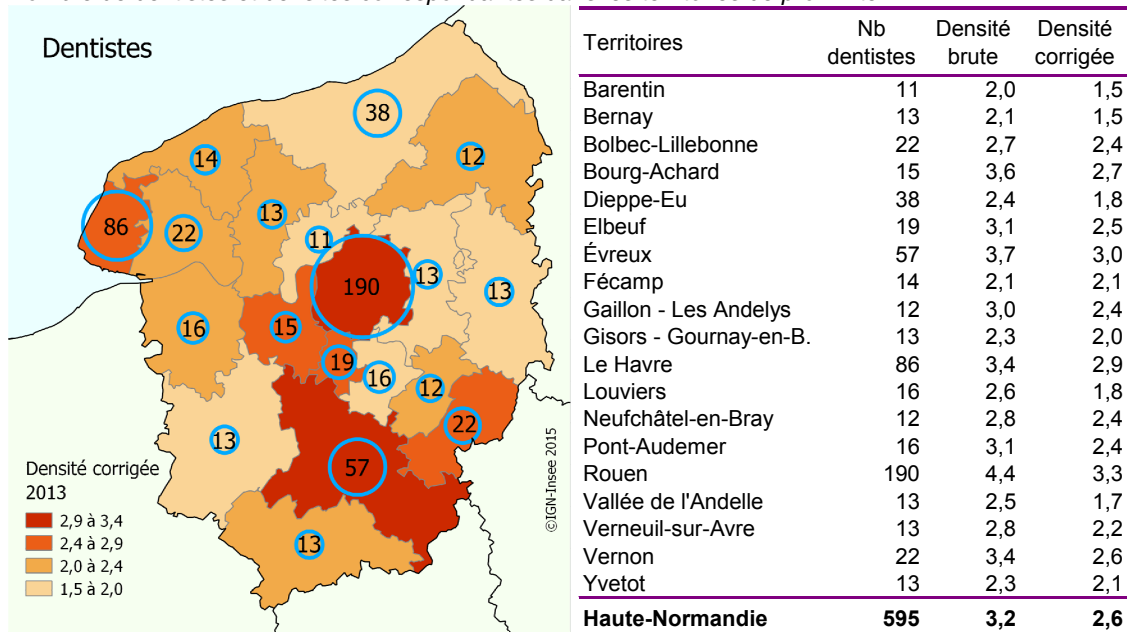 Dentistes
38
14
12
13
86
22
11
190
13
13
16
15
19
16
12
22
13
57
13
Densité corrigée
2013
2,9 à 3,4
2,4 à 2,9
2,0 à 2,4
1,5 à 2,0
©IGN-Insee 2015
Territoires Nb dentistes Densité brute Densité corrigée
Barentin 11 2,0 1,5
Bernay 13 2,1 1,5
Bolbec-Lillebonne 22 2,7 2,4
Bourg-Achard 15 3,6 2,7
Dieppe-Eu 38 2,4 1,8
Elbeuf 19 3,1 2,5
Évreux 57 3,7 3,0
Fécamp 14 2,1 2,1
Gaillon - Les Andelys 12 3,0 2,4
Gisors - Gournay-en-B. 13 2,3 2,0
Le Havre 86 3,4 2,9
Louviers 16 2,6 1,8
Neufchâtel-en-Bray 12 2,8 2,4
Pont-Audemer 16 3,1 2,4
Rouen 190 4,4 3,3
Vallée de l'Andelle 13 2,5 1,7
Verneuil-sur-Avre 13 2,8 2,2
Vernon 22 3,4 2,6
Yvetot 13 2,3 2,1
Haute-Normandie 595 3,2 2,6